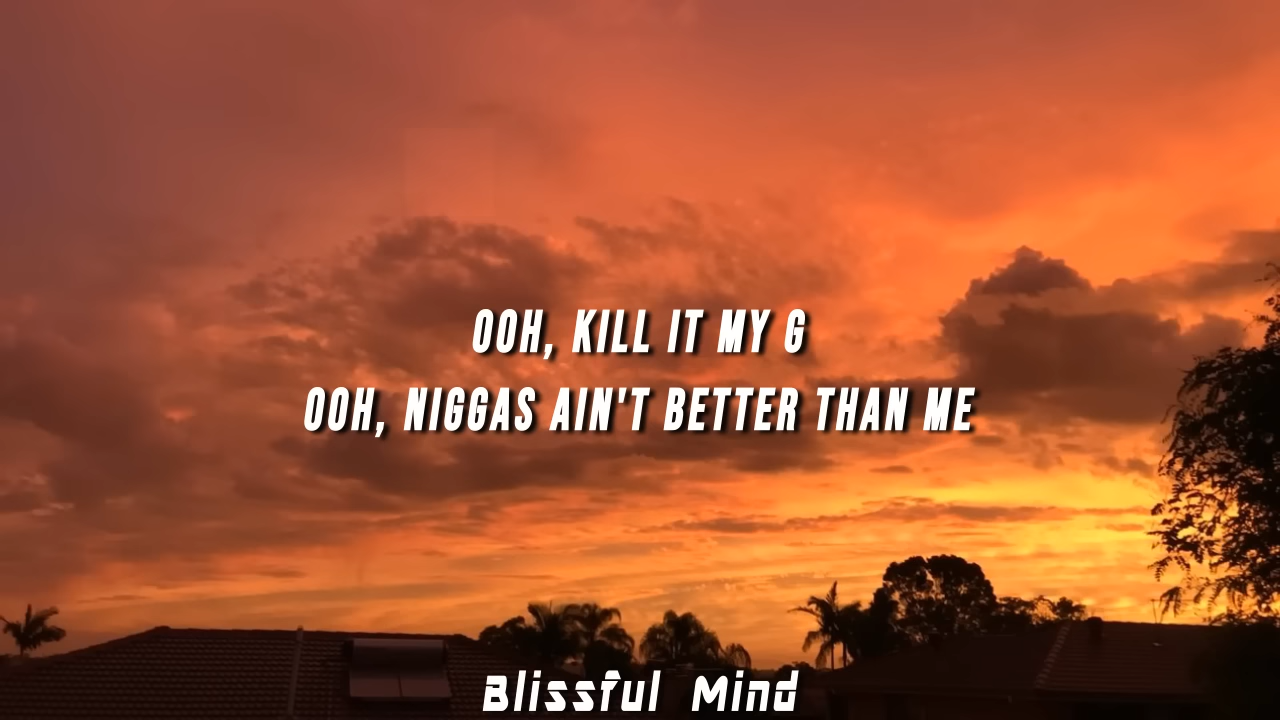 OOH, KILL IT MY G
OOH, NIGGAS AIN'T BETTER THAN ME
Blissful Mind